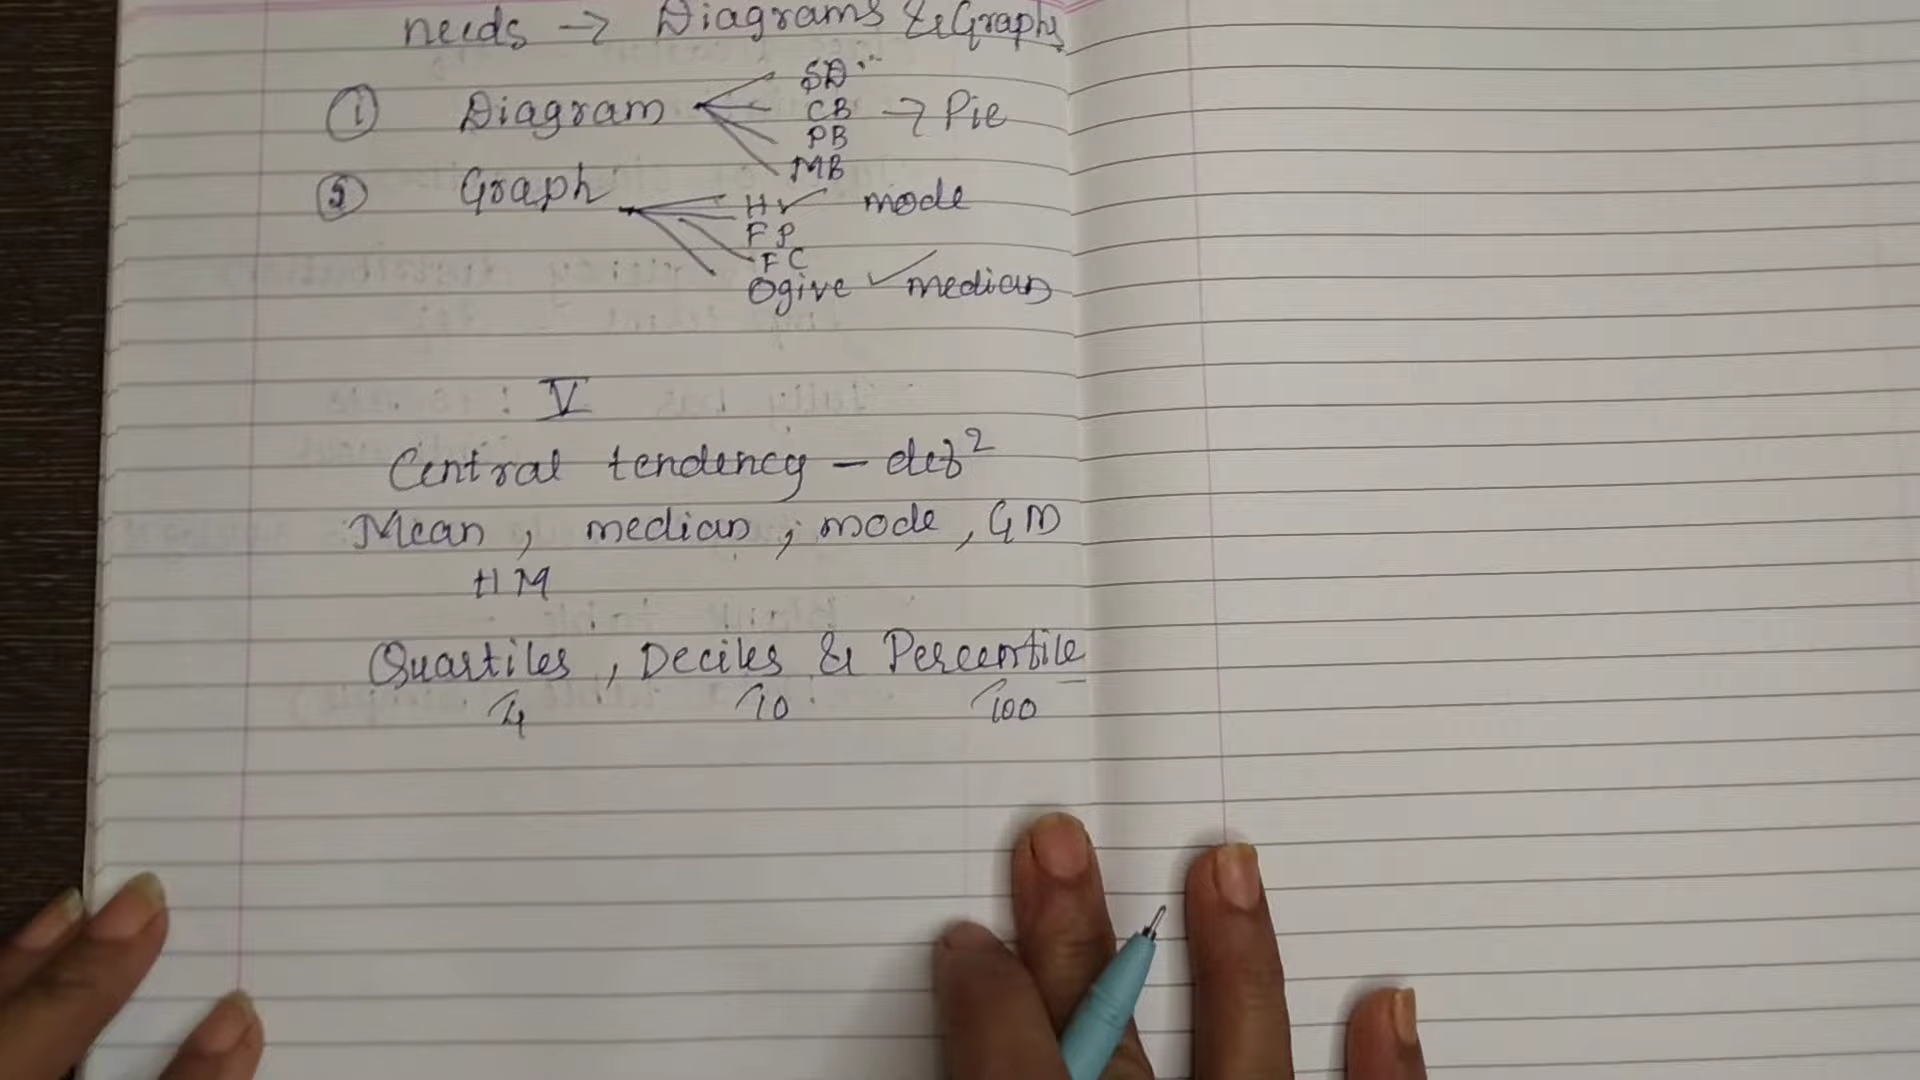 needs → Diagrams & Graphs
① Diagram SD
CB → Pie
PB
MB
② Graph H ✓ mode
FP
FC
Ogive ✓ median
: V
Central tendency – def²
Mean, median, mode, GM
HM
Quartiles, Deciles & Percentile
4 10 100